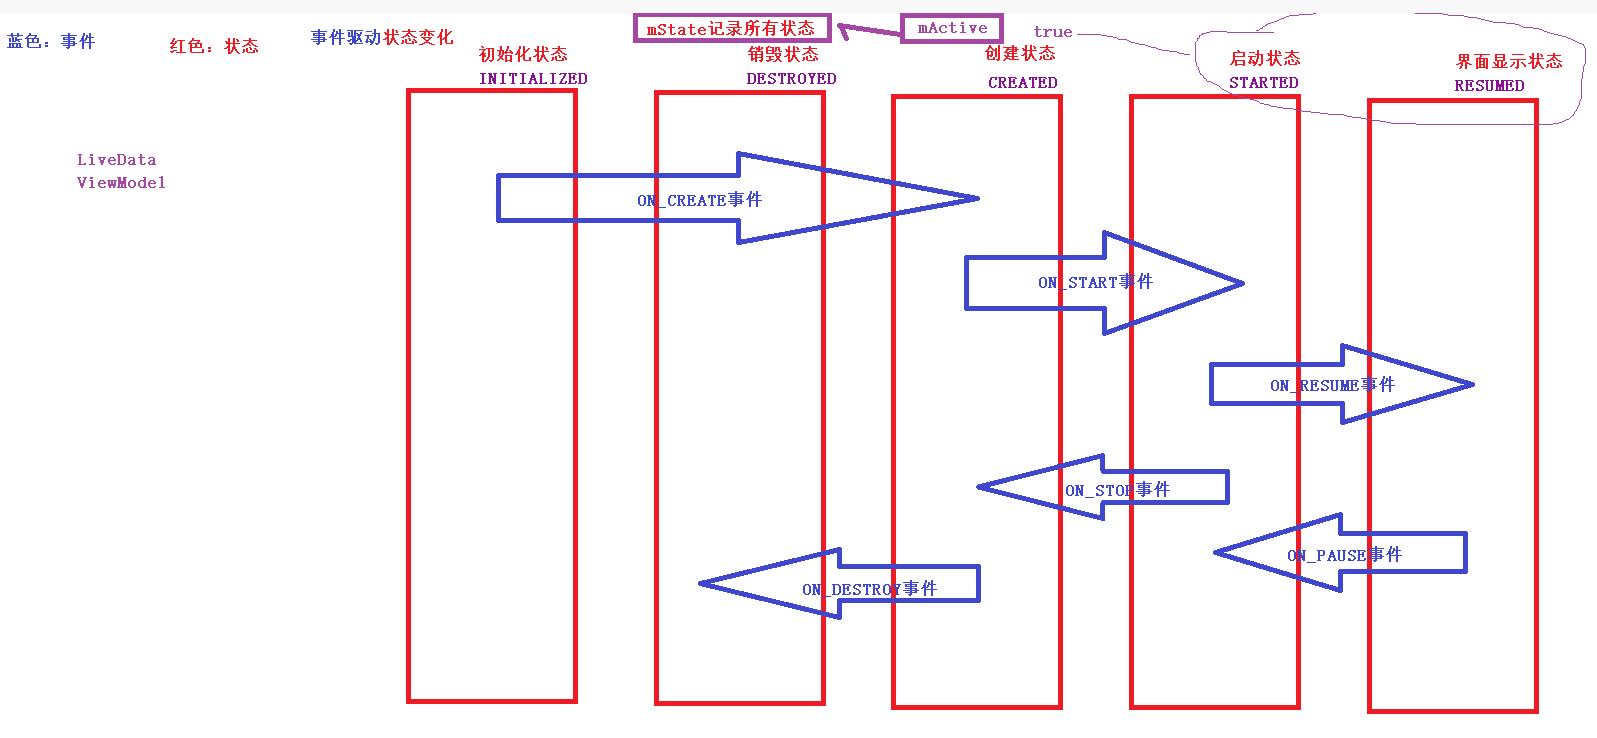 蓝色：事件
红色：状态
事件驱动状态变化
mState记录所有状态
mActive
true
初始化状态
INITIALIZED
销毁状态
DESTROYED
创建状态
CREATED
启动状态
STARTED
界面显示状态
RESUMED
LiveData
ViewModel
ON_CREATE事件
ON_START事件
ON_RESUME事件
ON_STOP事件
ON_PAUSE事件
ON_DESTROY事件